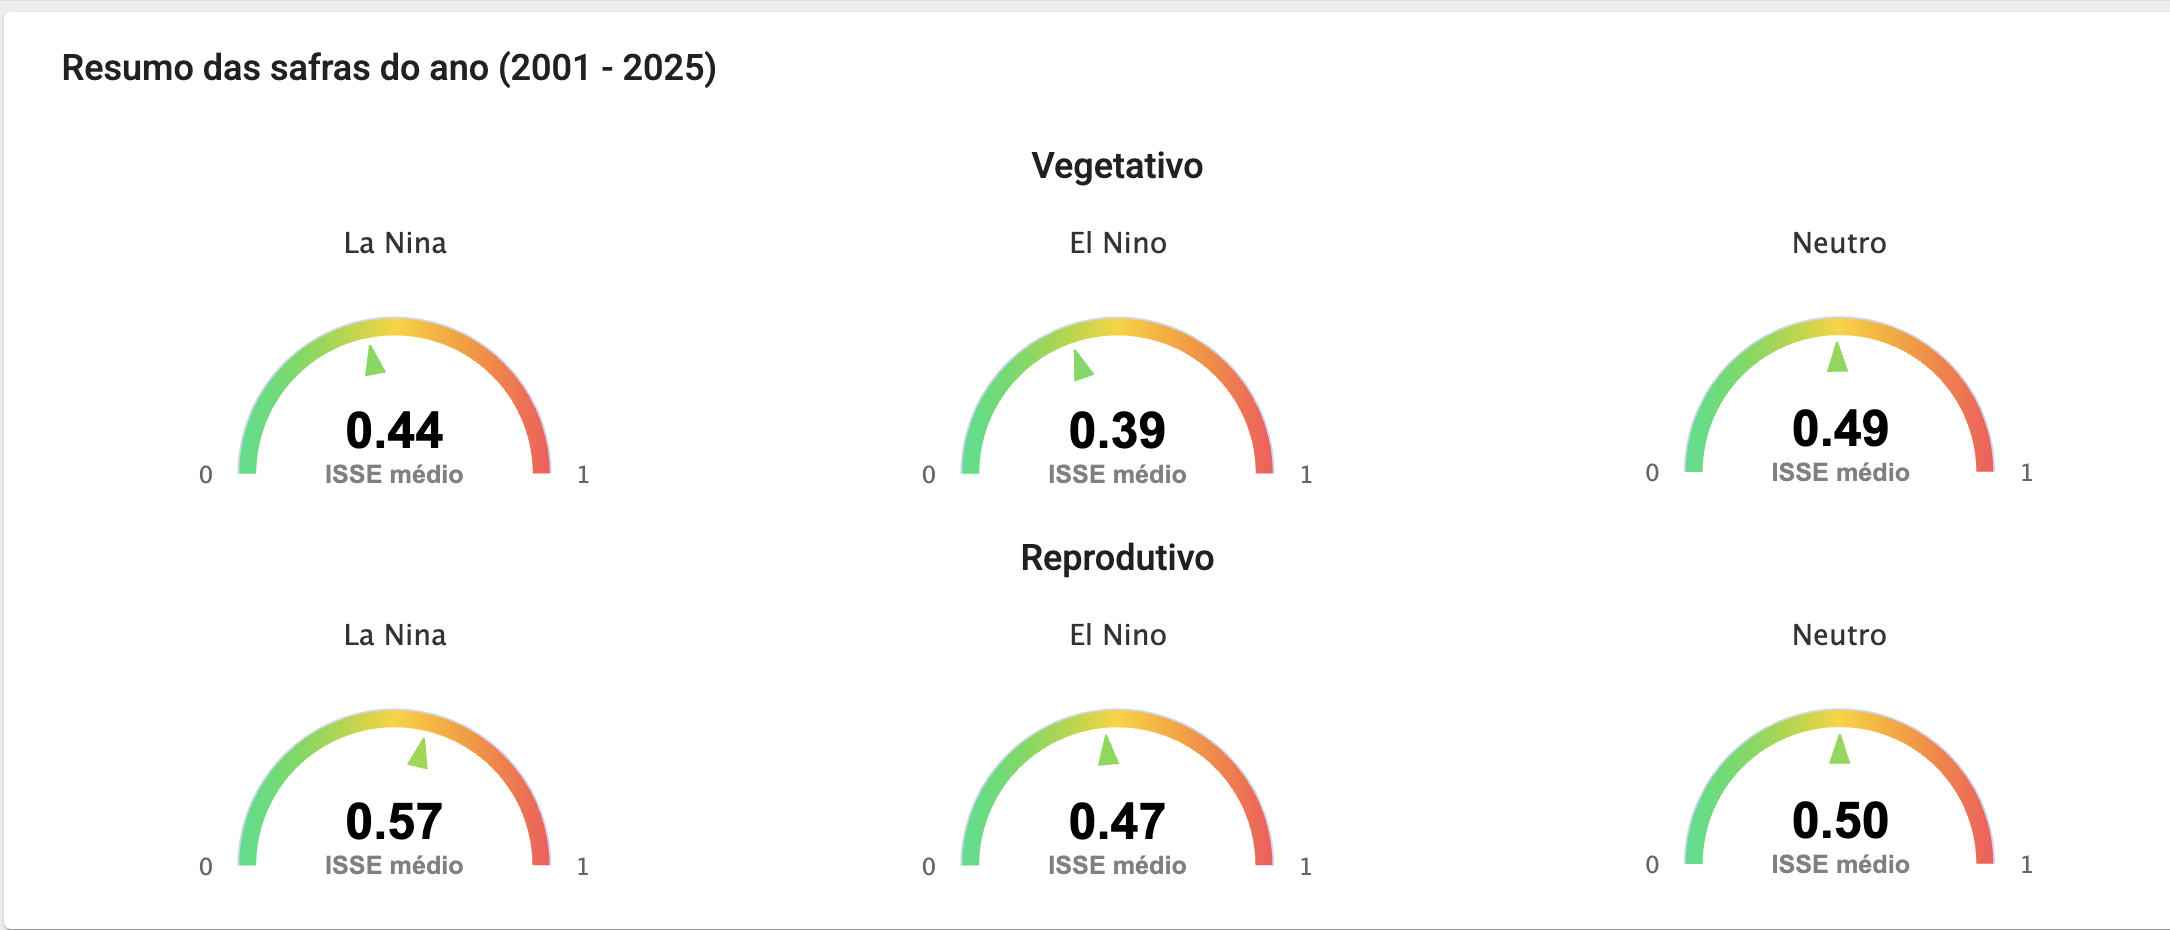 Resumo das safras do ano (2001 - 2025)
Vegetativo
La Nina
El Nino
Neutro
0.44
ISSE médio
0
1
0.39
ISSE médio
0
1
0.49
ISSE médio
0
1
Reprodutivo
La Nina
El Nino
Neutro
0.57
ISSE médio
0
1
0.47
ISSE médio
0
1
0.50
ISSE médio
0
1